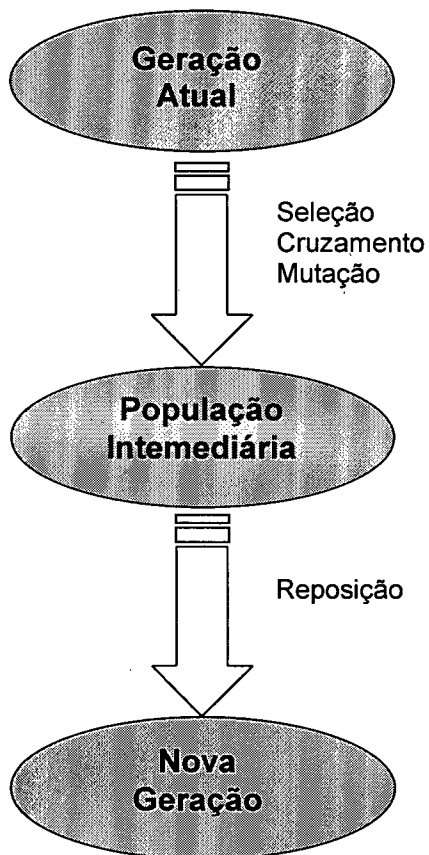 Geração
Atual
Seleção
Cruzamento
Mutação
População
Intemediária
Reposição
Nova
Geração